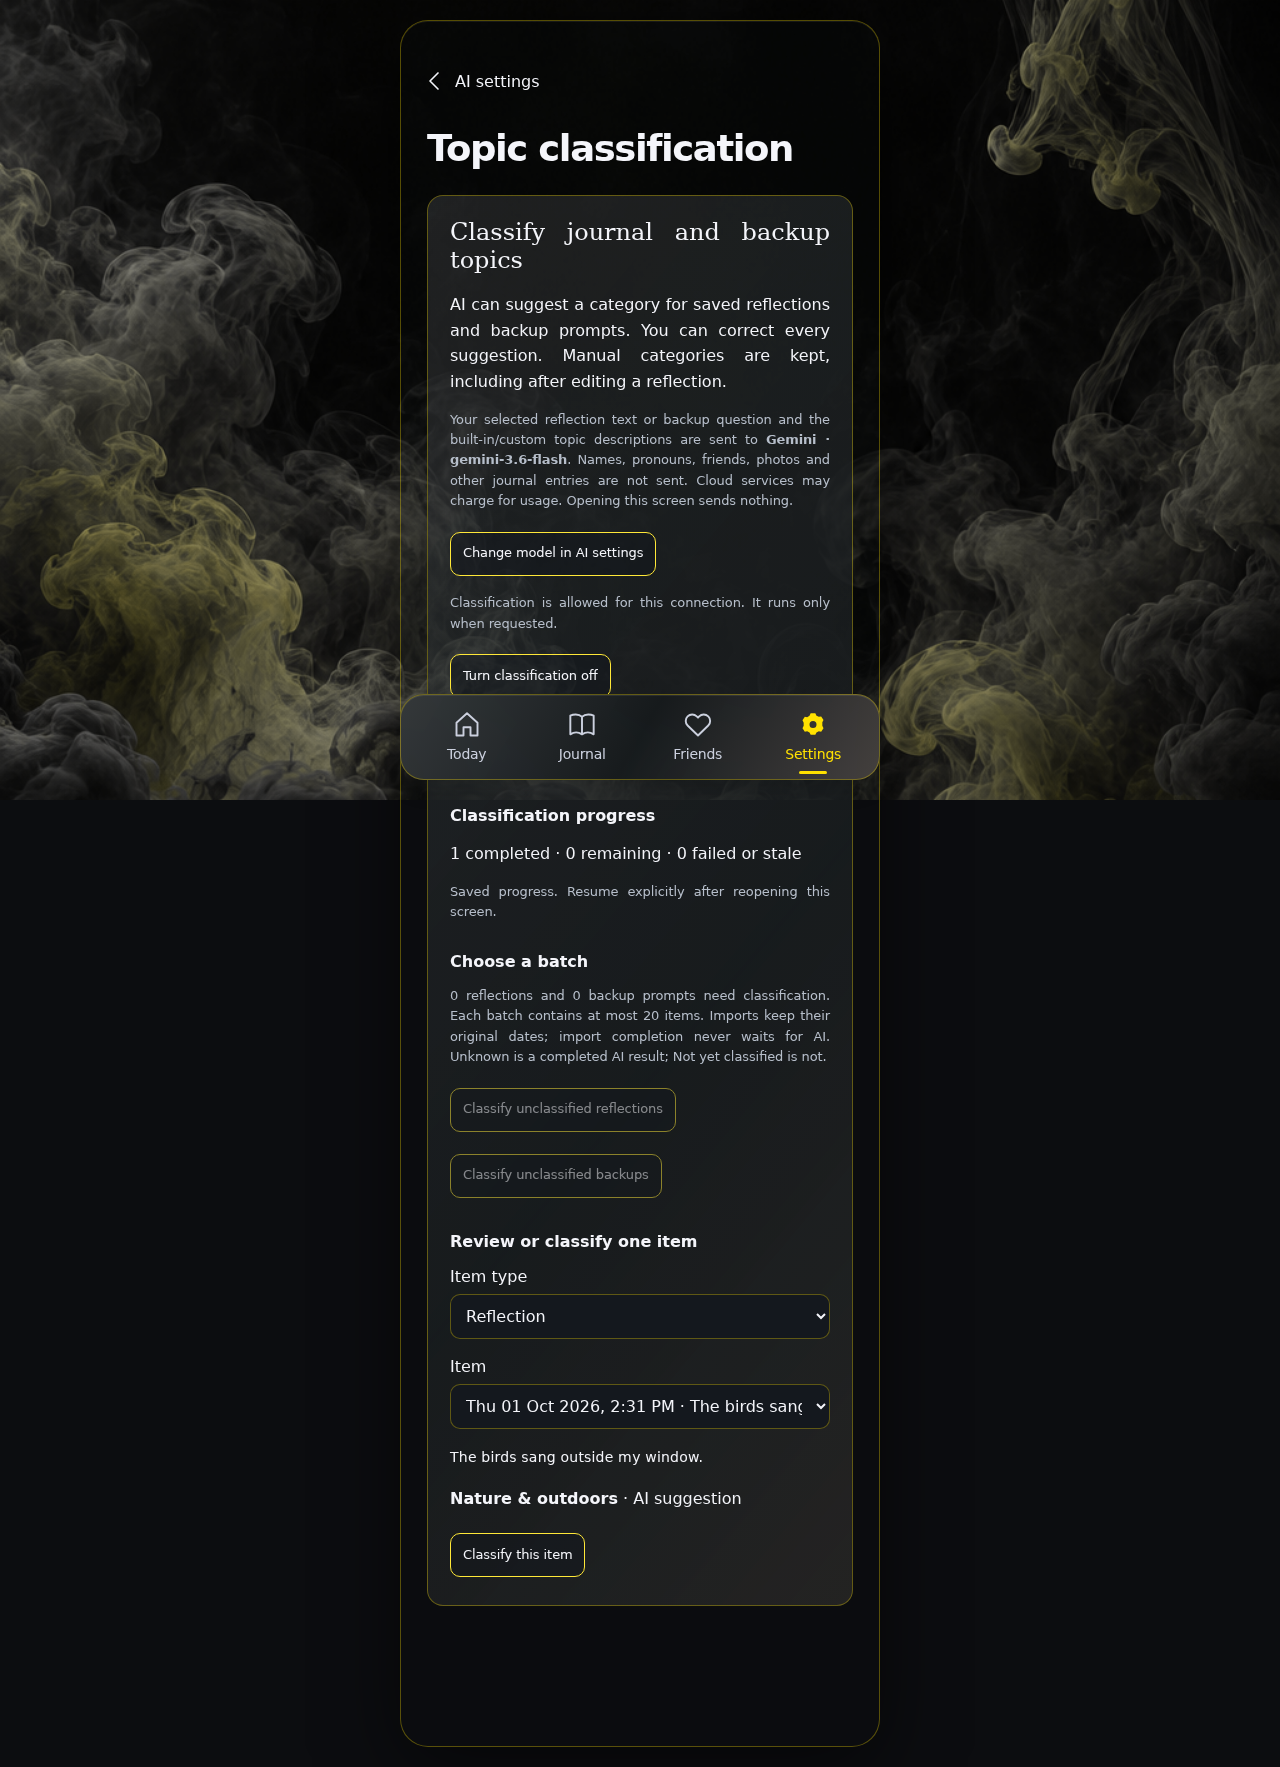 AI settings
Topic classification
Classify journal and backup
topics
AI can suggest a category for saved reflections
and backup prompts. You can correct every
suggestion. Manual categories are kept,
including after editing a reflection.
Your selected reflection text or backup question and the
built-in/custom topic descriptions are sent to Gemini ·
gemini-3.6-flash. Names, pronouns, friends, photos and
other journal entries are not sent. Cloud services may
charge for usage. Opening this screen sends nothing.
Change model in AI settings
Classification is allowed for this connection. It runs only
when requested.
Turn classification off
Today Journal Friends Settings
Classification progress
1 completed · 0 remaining · 0 failed or stale
Saved progress. Resume explicitly after reopening this
screen.
Choose a batch
0 reflections and 0 backup prompts need classification.
Each batch contains at most 20 items. Imports keep their
original dates; import completion never waits for AI.
Unknown is a completed AI result; Not yet classified is not.
Classify unclassified reflections
Classify unclassified backups
Review or classify one item
Item type
Reflection
Item
Thu 01 Oct 2026, 2:31 PM · The birds sang
The birds sang outside my window.
Nature & outdoors · AI suggestion
Classify this item